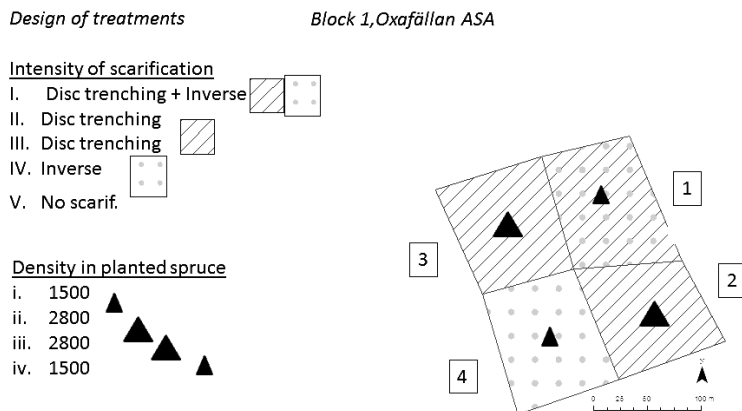 Design of treatments
Block 1,Oxafällan ASA
Intensity of scarification
I. Disc trenching + Inverse
II. Disc trenching
III. Disc trenching
IV. Inverse
V. No scarif.
Density in planted spruce
i. 1500
ii. 2800
iii. 2800
iv. 1500
1
3
2
4
0 25 50 100 m